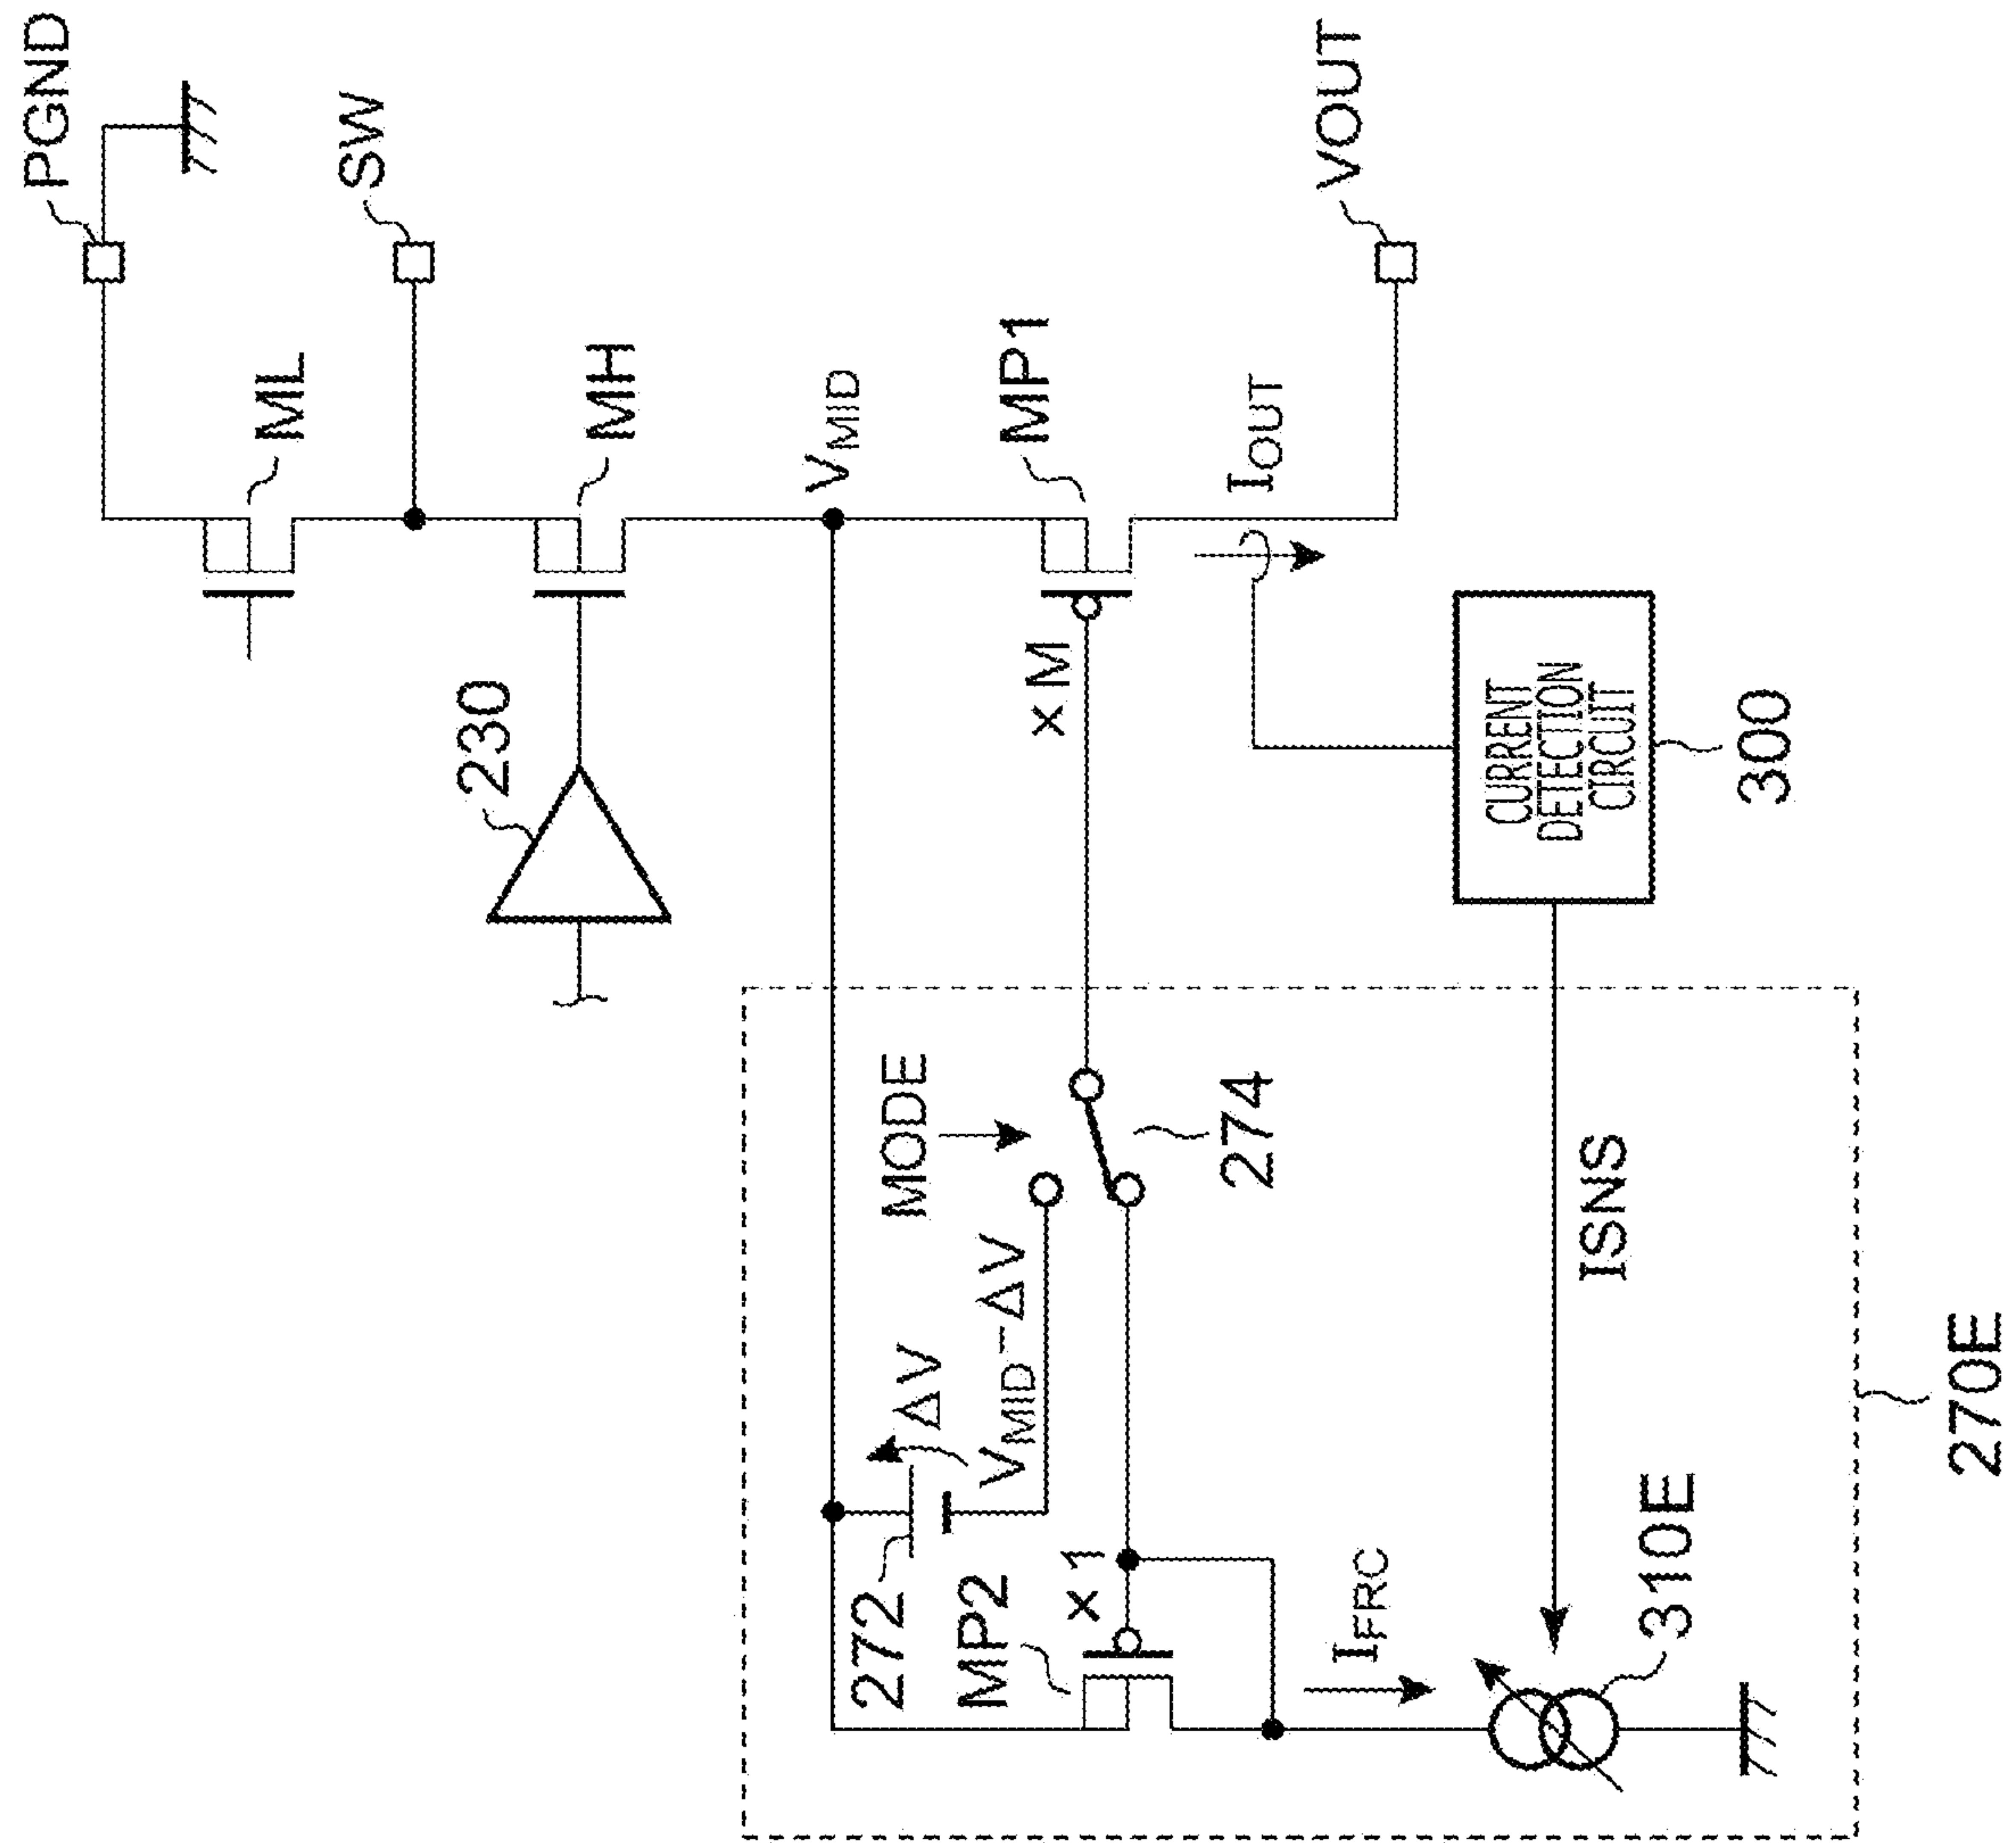 PGND
SW
ML
MH
230
VMID
MP1
×M
IOUT
VOUT
CURRENT
DETECTION
CIRCUIT
300
MODE
274
ΔV
VMID-ΔV
272
MP2
×1
IFRC
ISNS
310E
270E